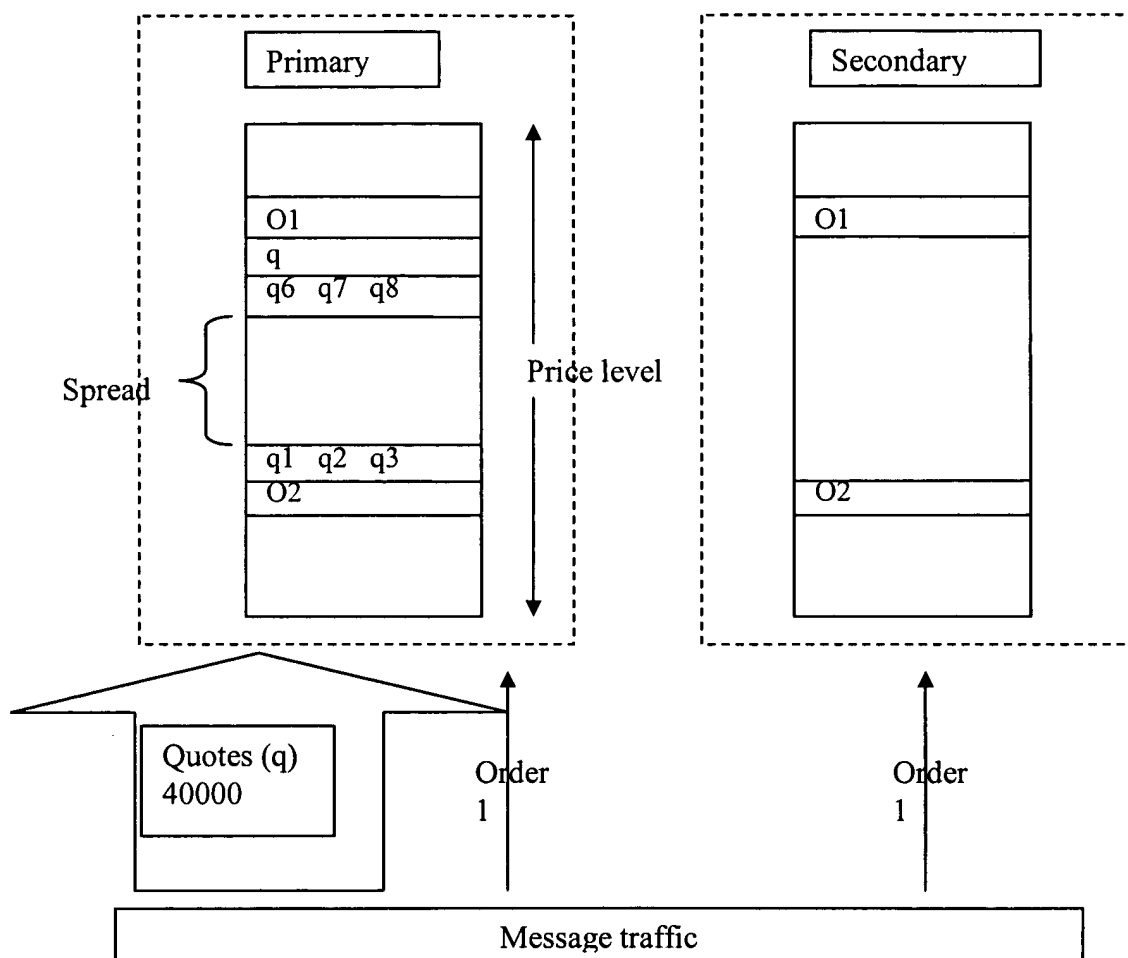 Primary
Secondary
O1
O1
q
q6 q7 q8
Spread
Price level
q1 q2 q3
O2
O2
Quotes (q)
40000
Order
1
Order
1
Message traffic